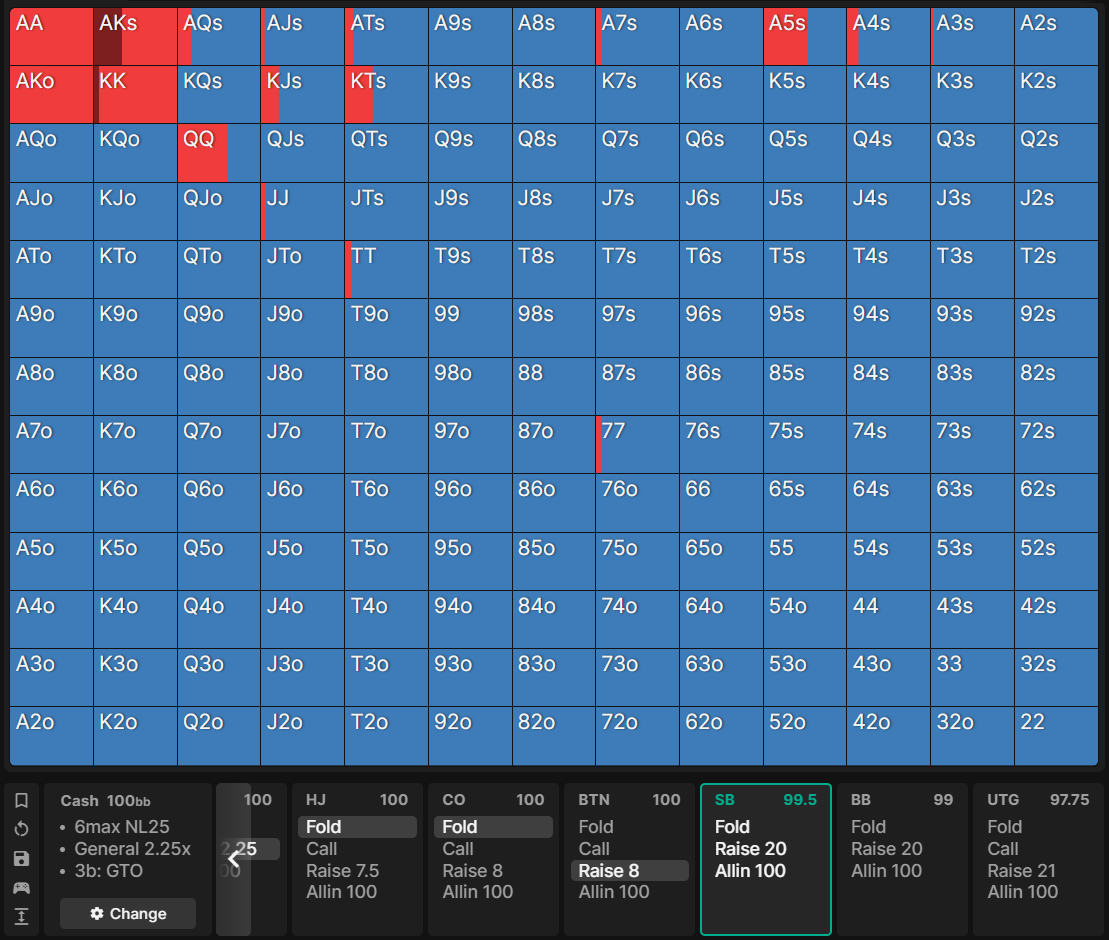 AA AKs AQs AJs ATs A9s A8s A7s A6s A5s A4s A3s A2s
AKo KK KQs KJs KTs K9s K8s K7s K6s K5s K4s K3s K2s
AQo KQo QQ QJs QTs Q9s Q8s Q7s Q6s Q5s Q4s Q3s Q2s
AJo KJo QJo JJ JTs J9s J8s J7s J6s J5s J4s J3s J2s
ATo KTo QTo JTo TT T9s T8s T7s T6s T5s T4s T3s T2s
A9o K9o Q9o J9o T9o 99 98s 97s 96s 95s 94s 93s 92s
A8o K8o Q8o J8o T8o 98o 88 87s 86s 85s 84s 83s 82s
A7o K7o Q7o J7o T7o 97o 87o 77 76s 75s 74s 73s 72s
A6o K6o Q6o J6o T6o 96o 86o 76o 66 65s 64s 63s 62s
A5o K5o Q5o J5o T5o 95o 85o 75o 65o 55 54s 53s 52s
A4o K4o Q4o J4o T4o 94o 84o 74o 64o 54o 44 43s 42s
A3o K3o Q3o J3o T3o 93o 83o 73o 63o 53o 43o 33 32s
A2o K2o Q2o J2o T2o 92o 82o 72o 62o 52o 42o 32o 22
Cash 100bb
• 6max NL25
• General 2.25x
• 3b: GTO
Change
100
2.25
00
HJ 100
Fold
Call
Raise 7.5
Allin 100
CO 100
Fold
Call
Raise 8
Allin 100
BTN 100
Fold
Call
Raise 8
Allin 100
SB 99.5
Fold
Raise 20
Allin 100
BB 99
Fold
Raise 20
Allin 100
UTG 97.75
Fold
Call
Raise 21
Allin 100